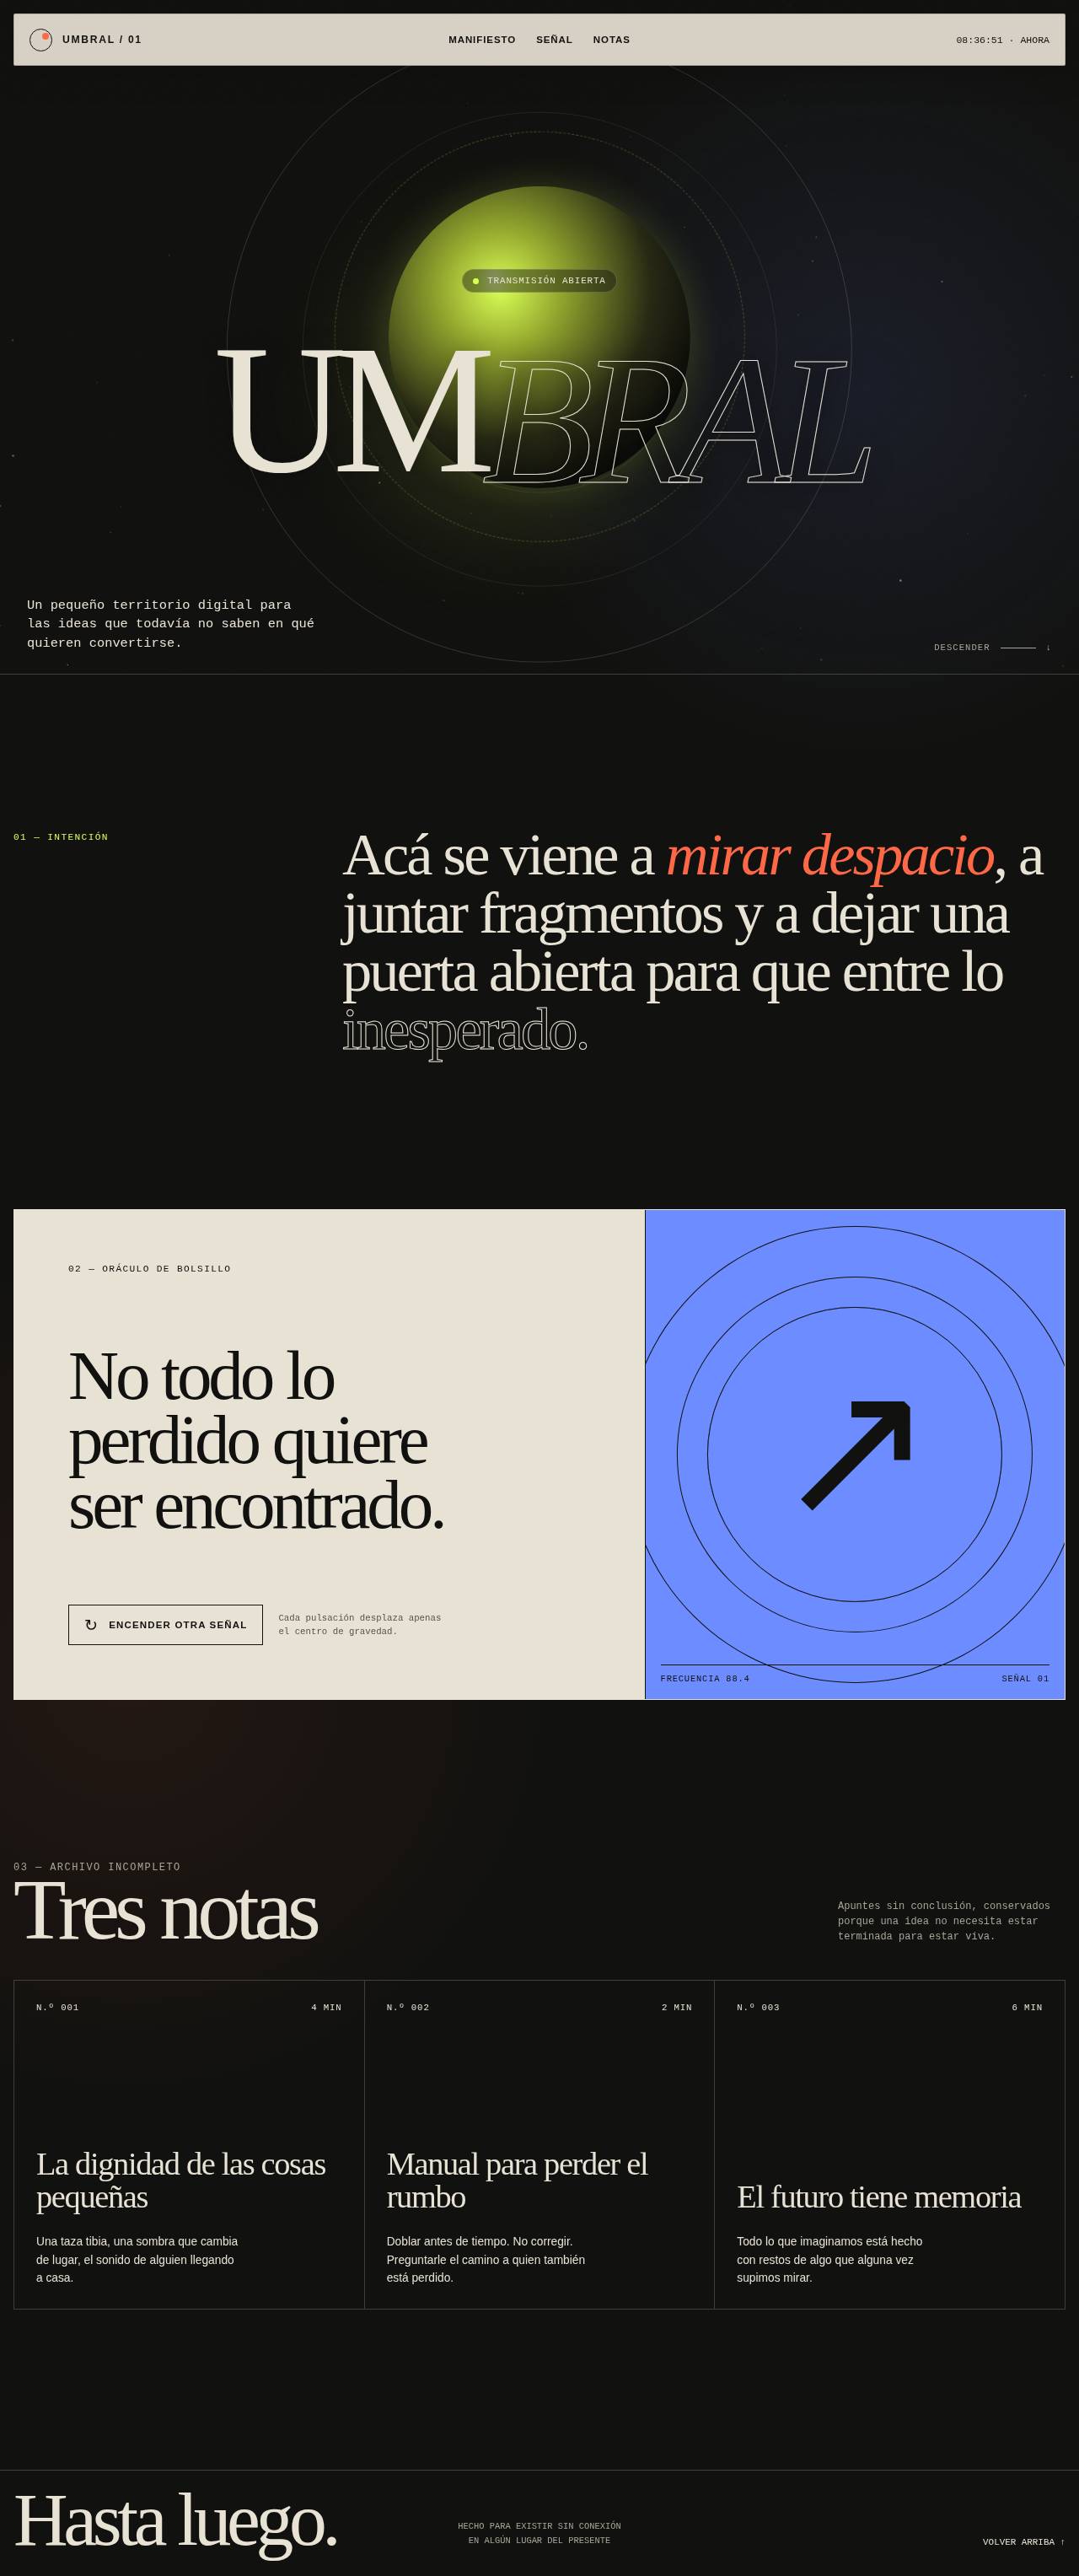 UMBRAL / 01
MANIFIESTO SEÑAL NOTAS
08:36:51 · AHORA
TRANSMISIÓN ABIERTA
UMBRAL
Un pequeño territorio digital para
las ideas que todavía no saben en qué
quieren convertirse.
DESCENDER ↓
01 — INTENCIÓN
Acá se viene a mirar despacio, a
juntar fragmentos y a dejar una
puerta abierta para que entre lo
inesperado.
02 — ORÁCULO DE BOLSILLO
No todo lo
perdido quiere
ser encontrado.
↻ ENCENDER OTRA SEÑAL
Cada pulsación desplaza apenas
el centro de gravedad.
↗
FRECUENCIA 88.4
SEÑAL 01
03 — ARCHIVO INCOMPLETO
Tres notas
Apuntes sin conclusión, conservados
porque una idea no necesita estar
terminada para estar viva.
N.º 001 4 MIN
La dignidad de las cosas
pequeñas
Una taza tibia, una sombra que cambia
de lugar, el sonido de alguien llegando
a casa.
N.º 002 2 MIN
Manual para perder el
rumbo
Doblar antes de tiempo. No corregir.
Preguntarle el camino a quien también
está perdido.
N.º 003 6 MIN
El futuro tiene memoria
Todo lo que imaginamos está hecho
con restos de algo que alguna vez
supimos mirar.
Hasta luego.
HECHO PARA EXISTIR SIN CONEXIÓN
EN ALGÚN LUGAR DEL PRESENTE
VOLVER ARRIBA ↑